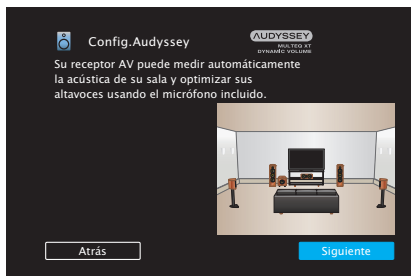 Config.Audyssey
AUDYSSEY
MULTEQ XT
DYNAMIC VOLUME
Su receptor AV puede medir automáticamente
la acústica de su sala y optimizar sus
altavoces usando el micrófono incluido.
Atrás
Siguiente